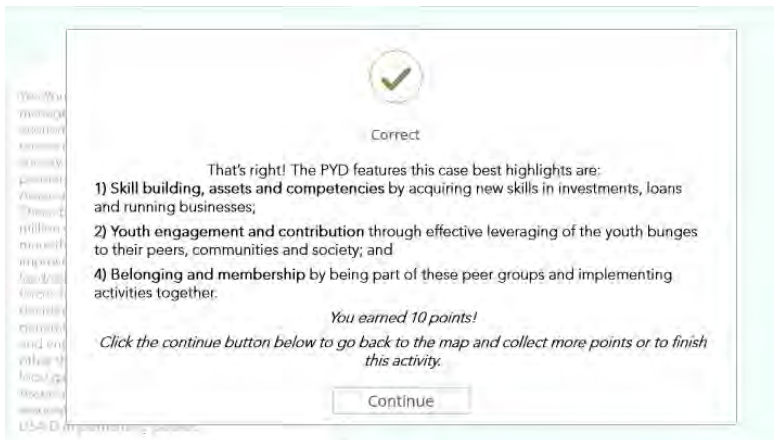 Correct
That's right! The PYD features this case best highlights are:
1) Skill building, assets and competencies by acquiring new skills in investments, loans
and running businesses;
2) Youth engagement and contribution through effective leveraging of the youth bunges
to their peers, communities and society; and
4) Belonging and membership by being part of these peer groups and implementing
activities together.
You earned 10 points!
Click the continue button below to go back to the map and collect more points or to finish
this activity.
Continue